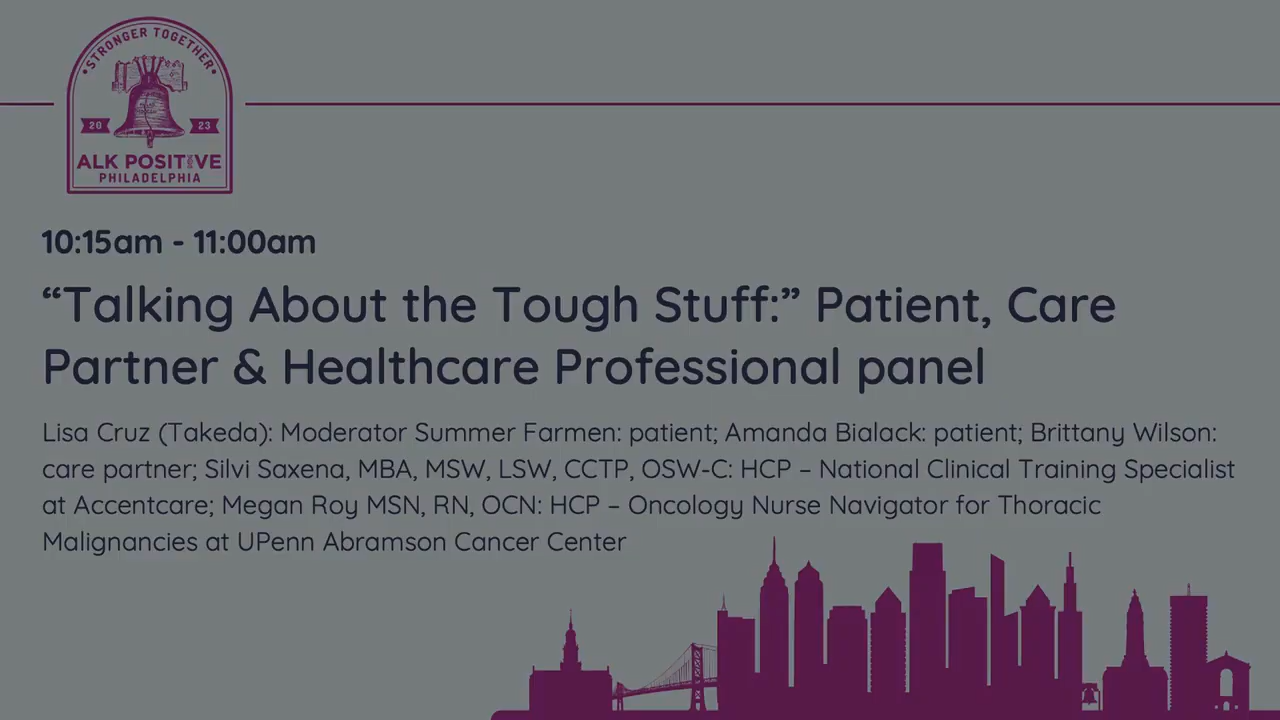 •STRONGER TOGETHER•
20 23
ALK POSITIVE
PHILADELPHIA
10:15am - 11:00am
“Talking About the Tough Stuff:” Patient, Care
Partner & Healthcare Professional panel
Lisa Cruz (Takeda): Moderator Summer Farmen: patient; Amanda Bialack: patient; Brittany Wilson:
care partner; Silvi Saxena, MBA, MSW, LSW, CCTP, OSW-C: HCP – National Clinical Training Specialist
at Accentcare; Megan Roy MSN, RN, OCN: HCP – Oncology Nurse Navigator for Thoracic
Malignancies at UPenn Abramson Cancer Center